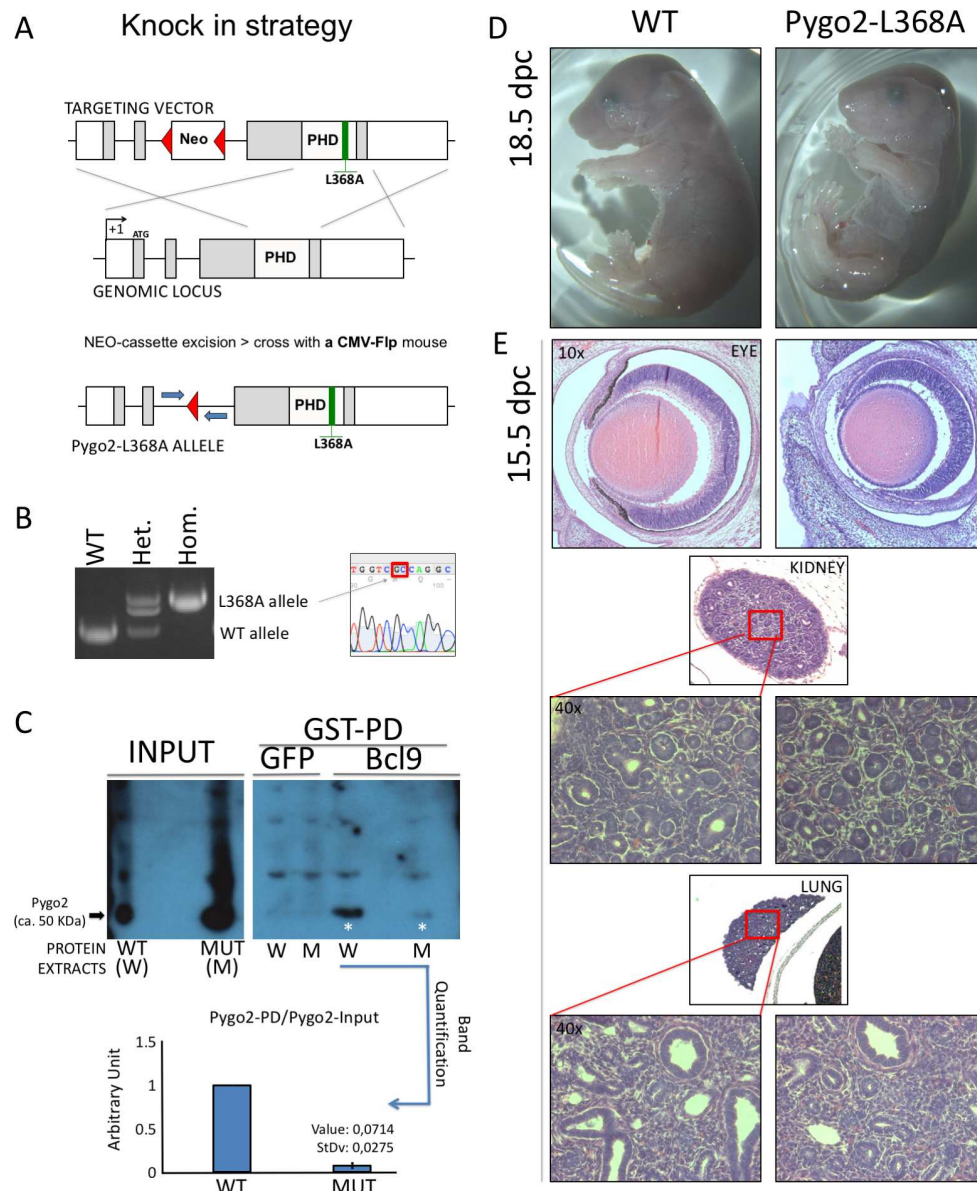 A
Knock in strategy
TARGETING VECTOR
Neo
PHD
L368A
+1
ATG
PHD
GENOMIC LOCUS
NEO-cassette excision > cross with a CMV-Flp mouse
PHD
L368A
Pygo2-L368A ALLELE
B
WT
Het.
Hom.
L368A allele
WT allele
T G G T C G C C A G G C
C
GST-PD
INPUT
GFP
Bcl9
Pygo2
(ca. 50 KDa)
* *
PROTEIN
EXTRACTS
WT
(W)
MUT
(M)
W M W M
Band
Quantification
Pygo2-PD/Pygo2-Input
Arbitrary Unit
1.5
1
0.5
0
Value: 0,0714
StDv: 0,0275
WT MUT
D
WT
Pygo2-L368A
18.5 dpc
E
15.5 dpc
10x
EYE
KIDNEY
40x
LUNG
40x